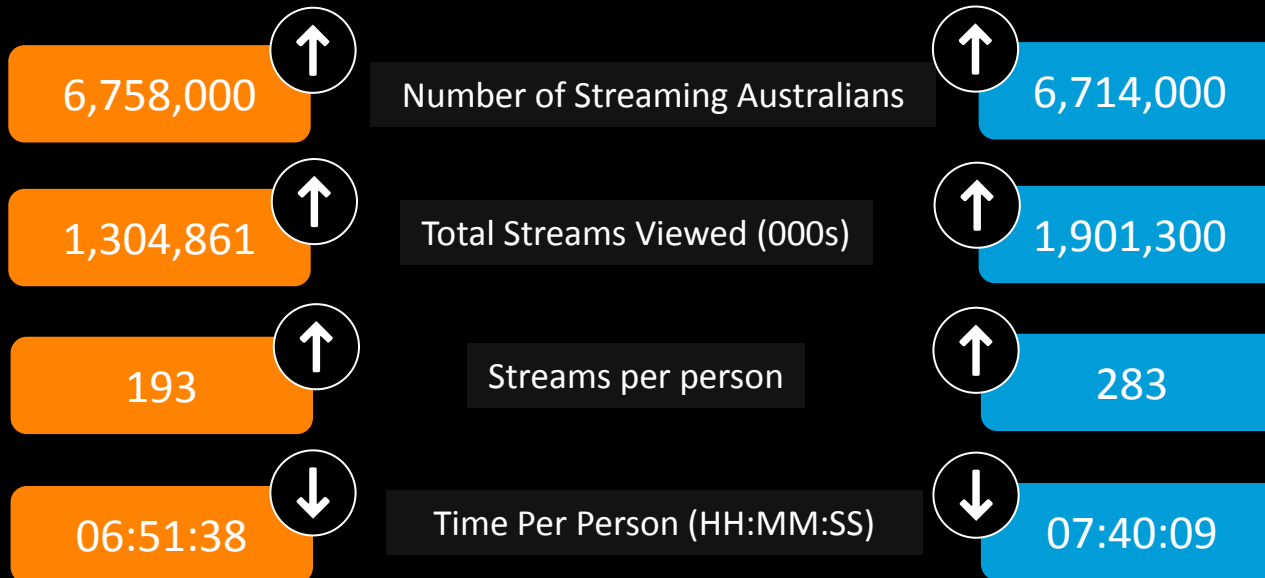 6,758,000
Number of Streaming Australians
6,714,000
1,304,861
Total Streams Viewed (000s)
1,901,300
193
Streams per person
283
06:51:38
Time Per Person (HH:MM:SS)
07:40:09